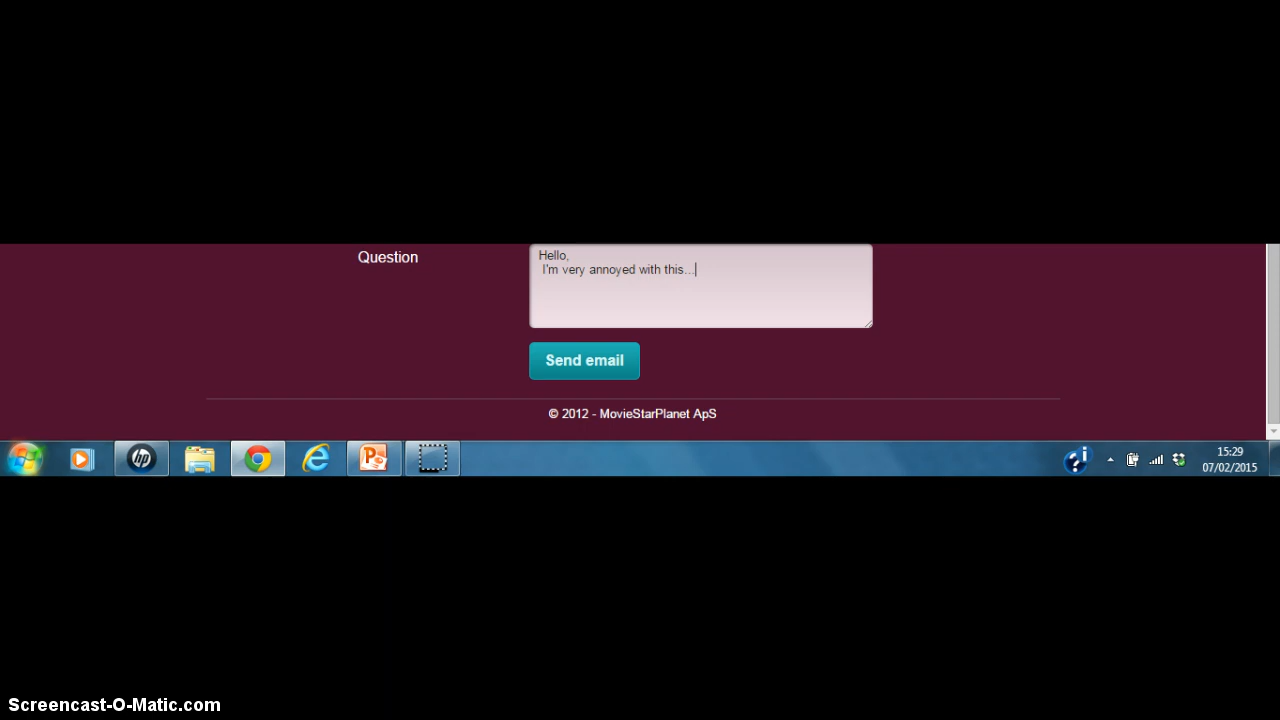 Question
Hello,
I'm very annoyed with this...
Send email
© 2012 - MovieStarPlanet ApS
hp
P
15:29
07/02/2015
Screencast-O-Matic.com